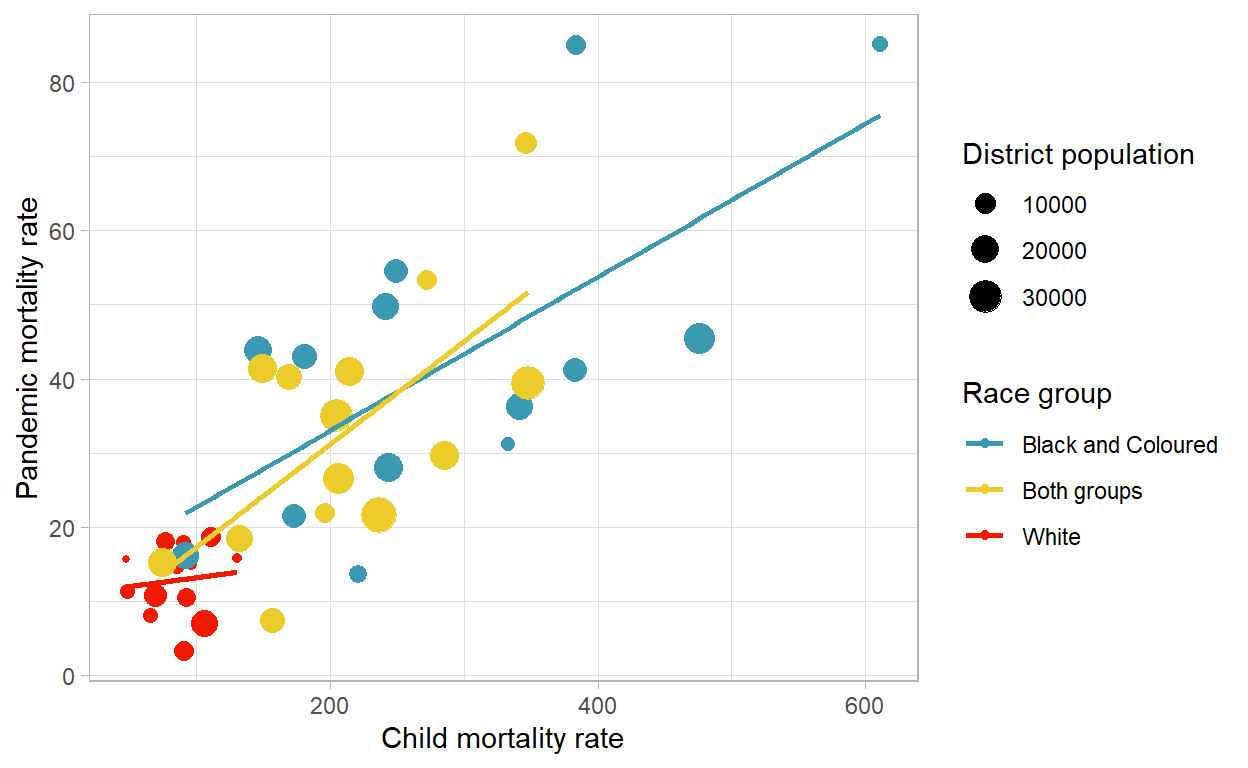 80
60
40
20
0
Pandemic mortality rate
200
400
600
Child mortality rate
District population
10000
20000
30000
Race group
Black and Coloured
Both groups
White